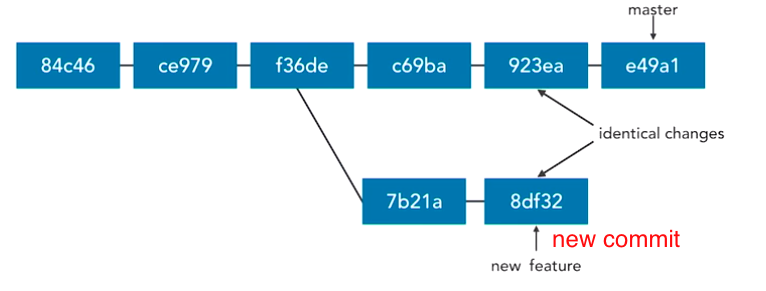 master
84c46 ce979 f36de c69ba 923ea e49a1
identical changes
7b21a 8df32
new commit
new feature